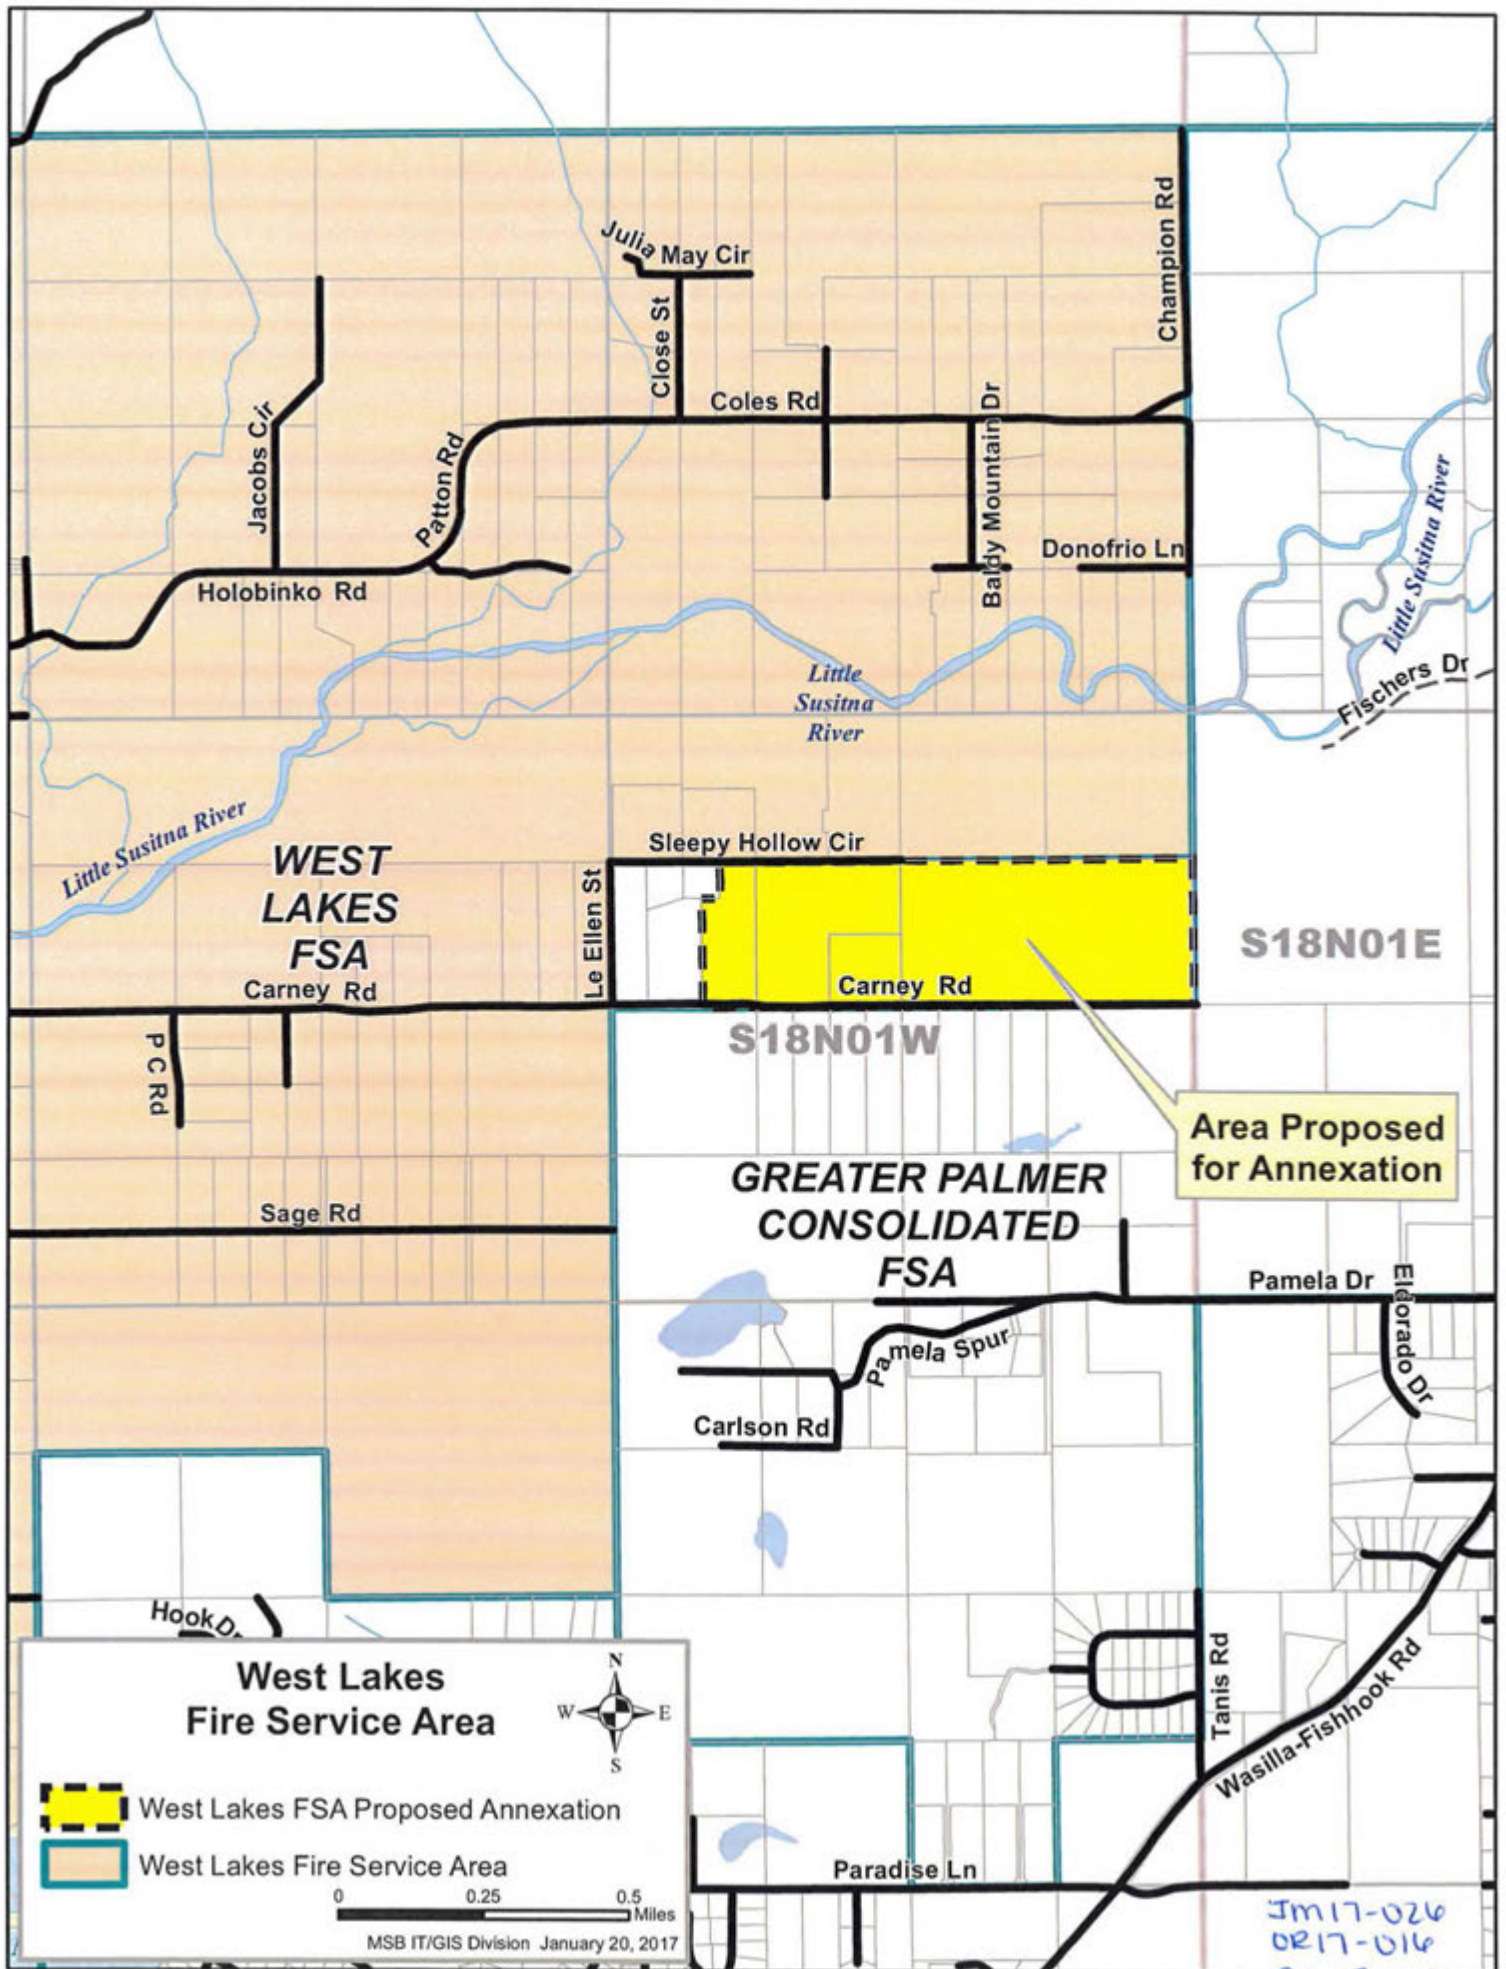 Champion Rd
Julia May Cir
Close St
Coles Rd
Baldy Mountain Dr
Jacobs Cir
Patton Rd
Donofrio Ln
Holobinko Rd
Little Susitna River
Fischers Dr
Little
Susitna
River
Little Susitna River
Sleepy Hollow Cir
WEST
LAKES
FSA
Le Ellen St
S18N01E
Carney Rd
Carney Rd
S18N01W
P C Rd
Area Proposed
for Annexation
GREATER PALMER
CONSOLIDATED
FSA
Sage Rd
Pamela Dr
Eldorado Dr
Pamela Spur
Carlson Rd
Hook Dr
Tanis Rd
Wasilla-Fishhook Rd
West Lakes
Fire Service Area
N
W E
S
West Lakes FSA Proposed Annexation
West Lakes Fire Service Area
0 0.25 0.5
Miles
MSB IT/GIS Division January 20, 2017
Paradise Ln
IM17-026
OR17-016